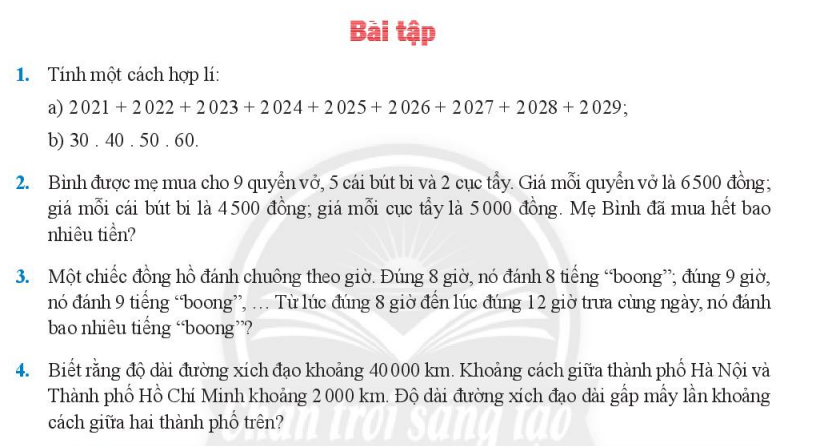 Bài tập
1. Tính một cách hợp lí:
a) 2 021 + 2 022 + 2 023 + 2 024 + 2 025 + 2 026 + 2 027 + 2 028 + 2 029;
b) 30 . 40 . 50 . 60.
2. Bình được mẹ mua cho 9 quyển vở, 5 cái bút bi và 2 cục tẩy. Giá mỗi quyển vở là 6 500 đồng;
giá mỗi cái bút bi là 4 500 đồng; giá mỗi cục tẩy là 5 000 đồng. Mẹ Bình đã mua hết bao
nhiêu tiền?
3. Một chiếc đồng hồ đánh chuông theo giờ. Đúng 8 giờ, nó đánh 8 tiếng “boong”; đúng 9 giờ,
nó đánh 9 tiếng “boong”, … Từ lúc đúng 8 giờ đến lúc đúng 12 giờ trưa cùng ngày, nó đánh
bao nhiêu tiếng “boong”?
4. Biết rằng độ dài đường xích đạo khoảng 40 000 km. Khoảng cách giữa thành phố Hà Nội và
Thành phố Hồ Chí Minh khoảng 2 000 km. Độ dài đường xích đạo dài gấp mấy lần khoảng
cách giữa hai thành phố trên?
Chân trời sáng tạo